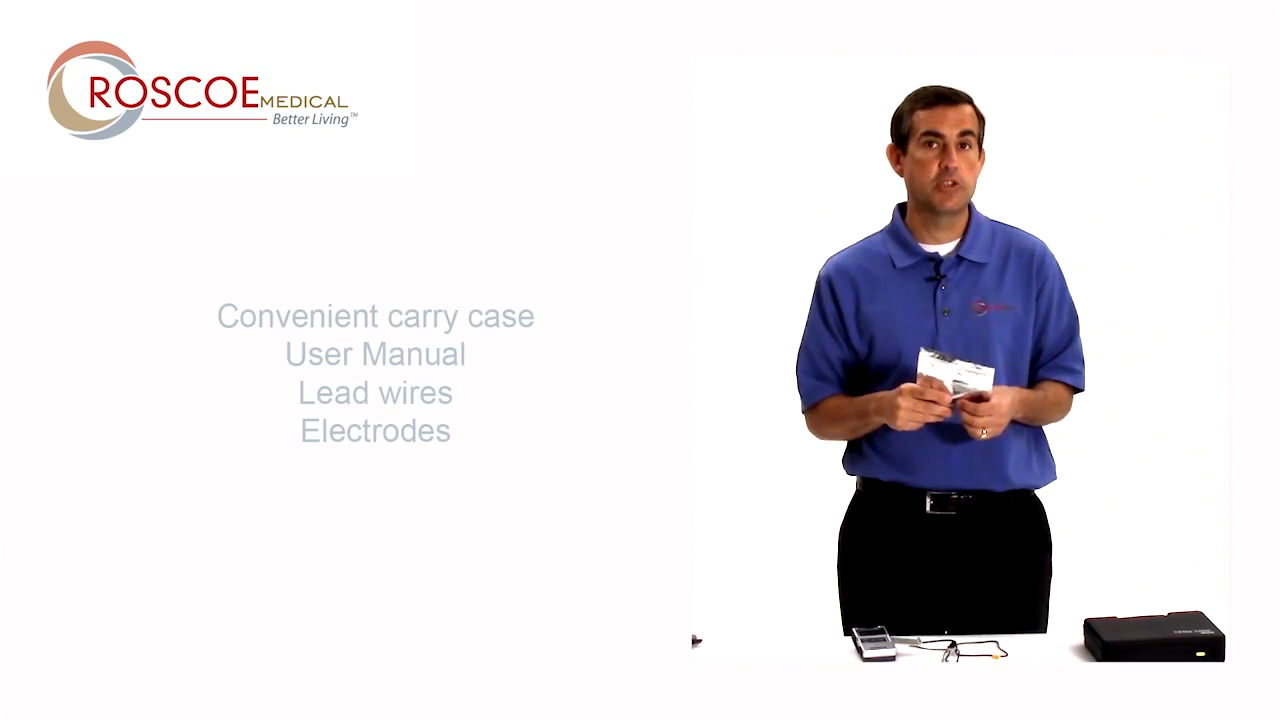 ROSCOE MEDICAL
Better Living™
Convenient carry case
User Manual
Lead wires
Electrodes